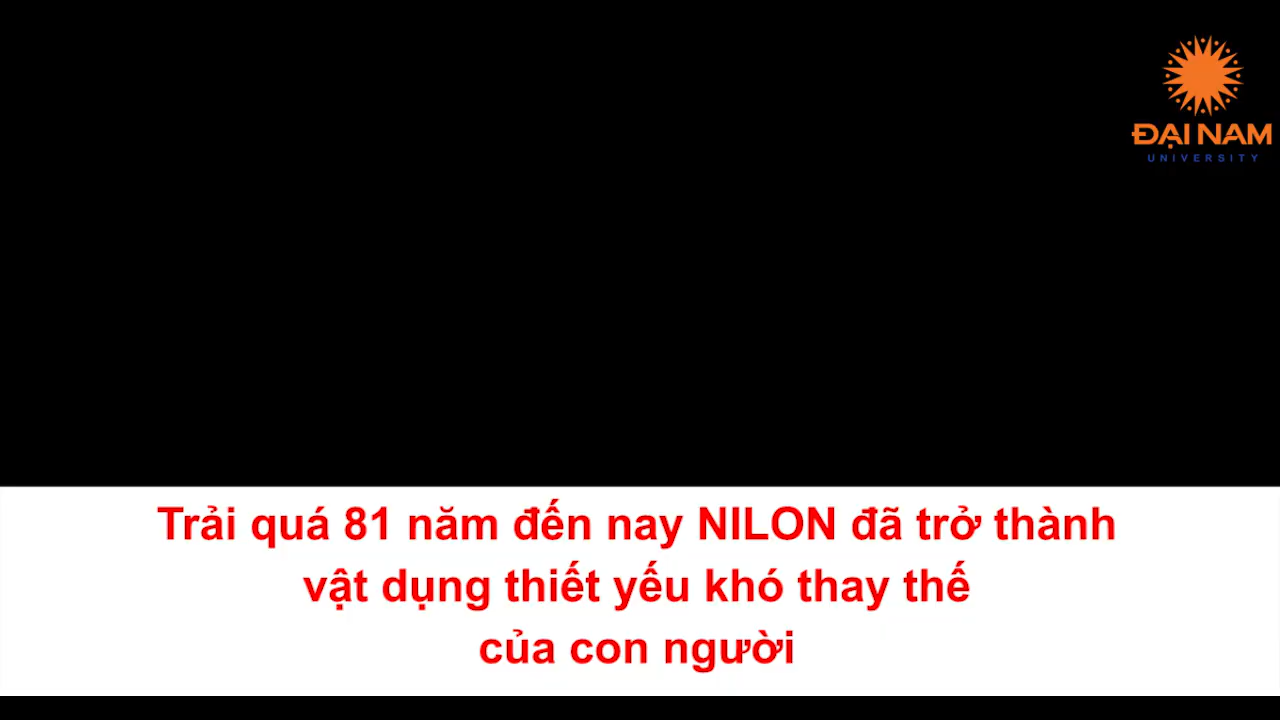 ĐẠI NAM
UNIVERSITY
Trải quá 81 năm đến nay NILON đã trở thành
vật dụng thiết yếu khó thay thế
của con người